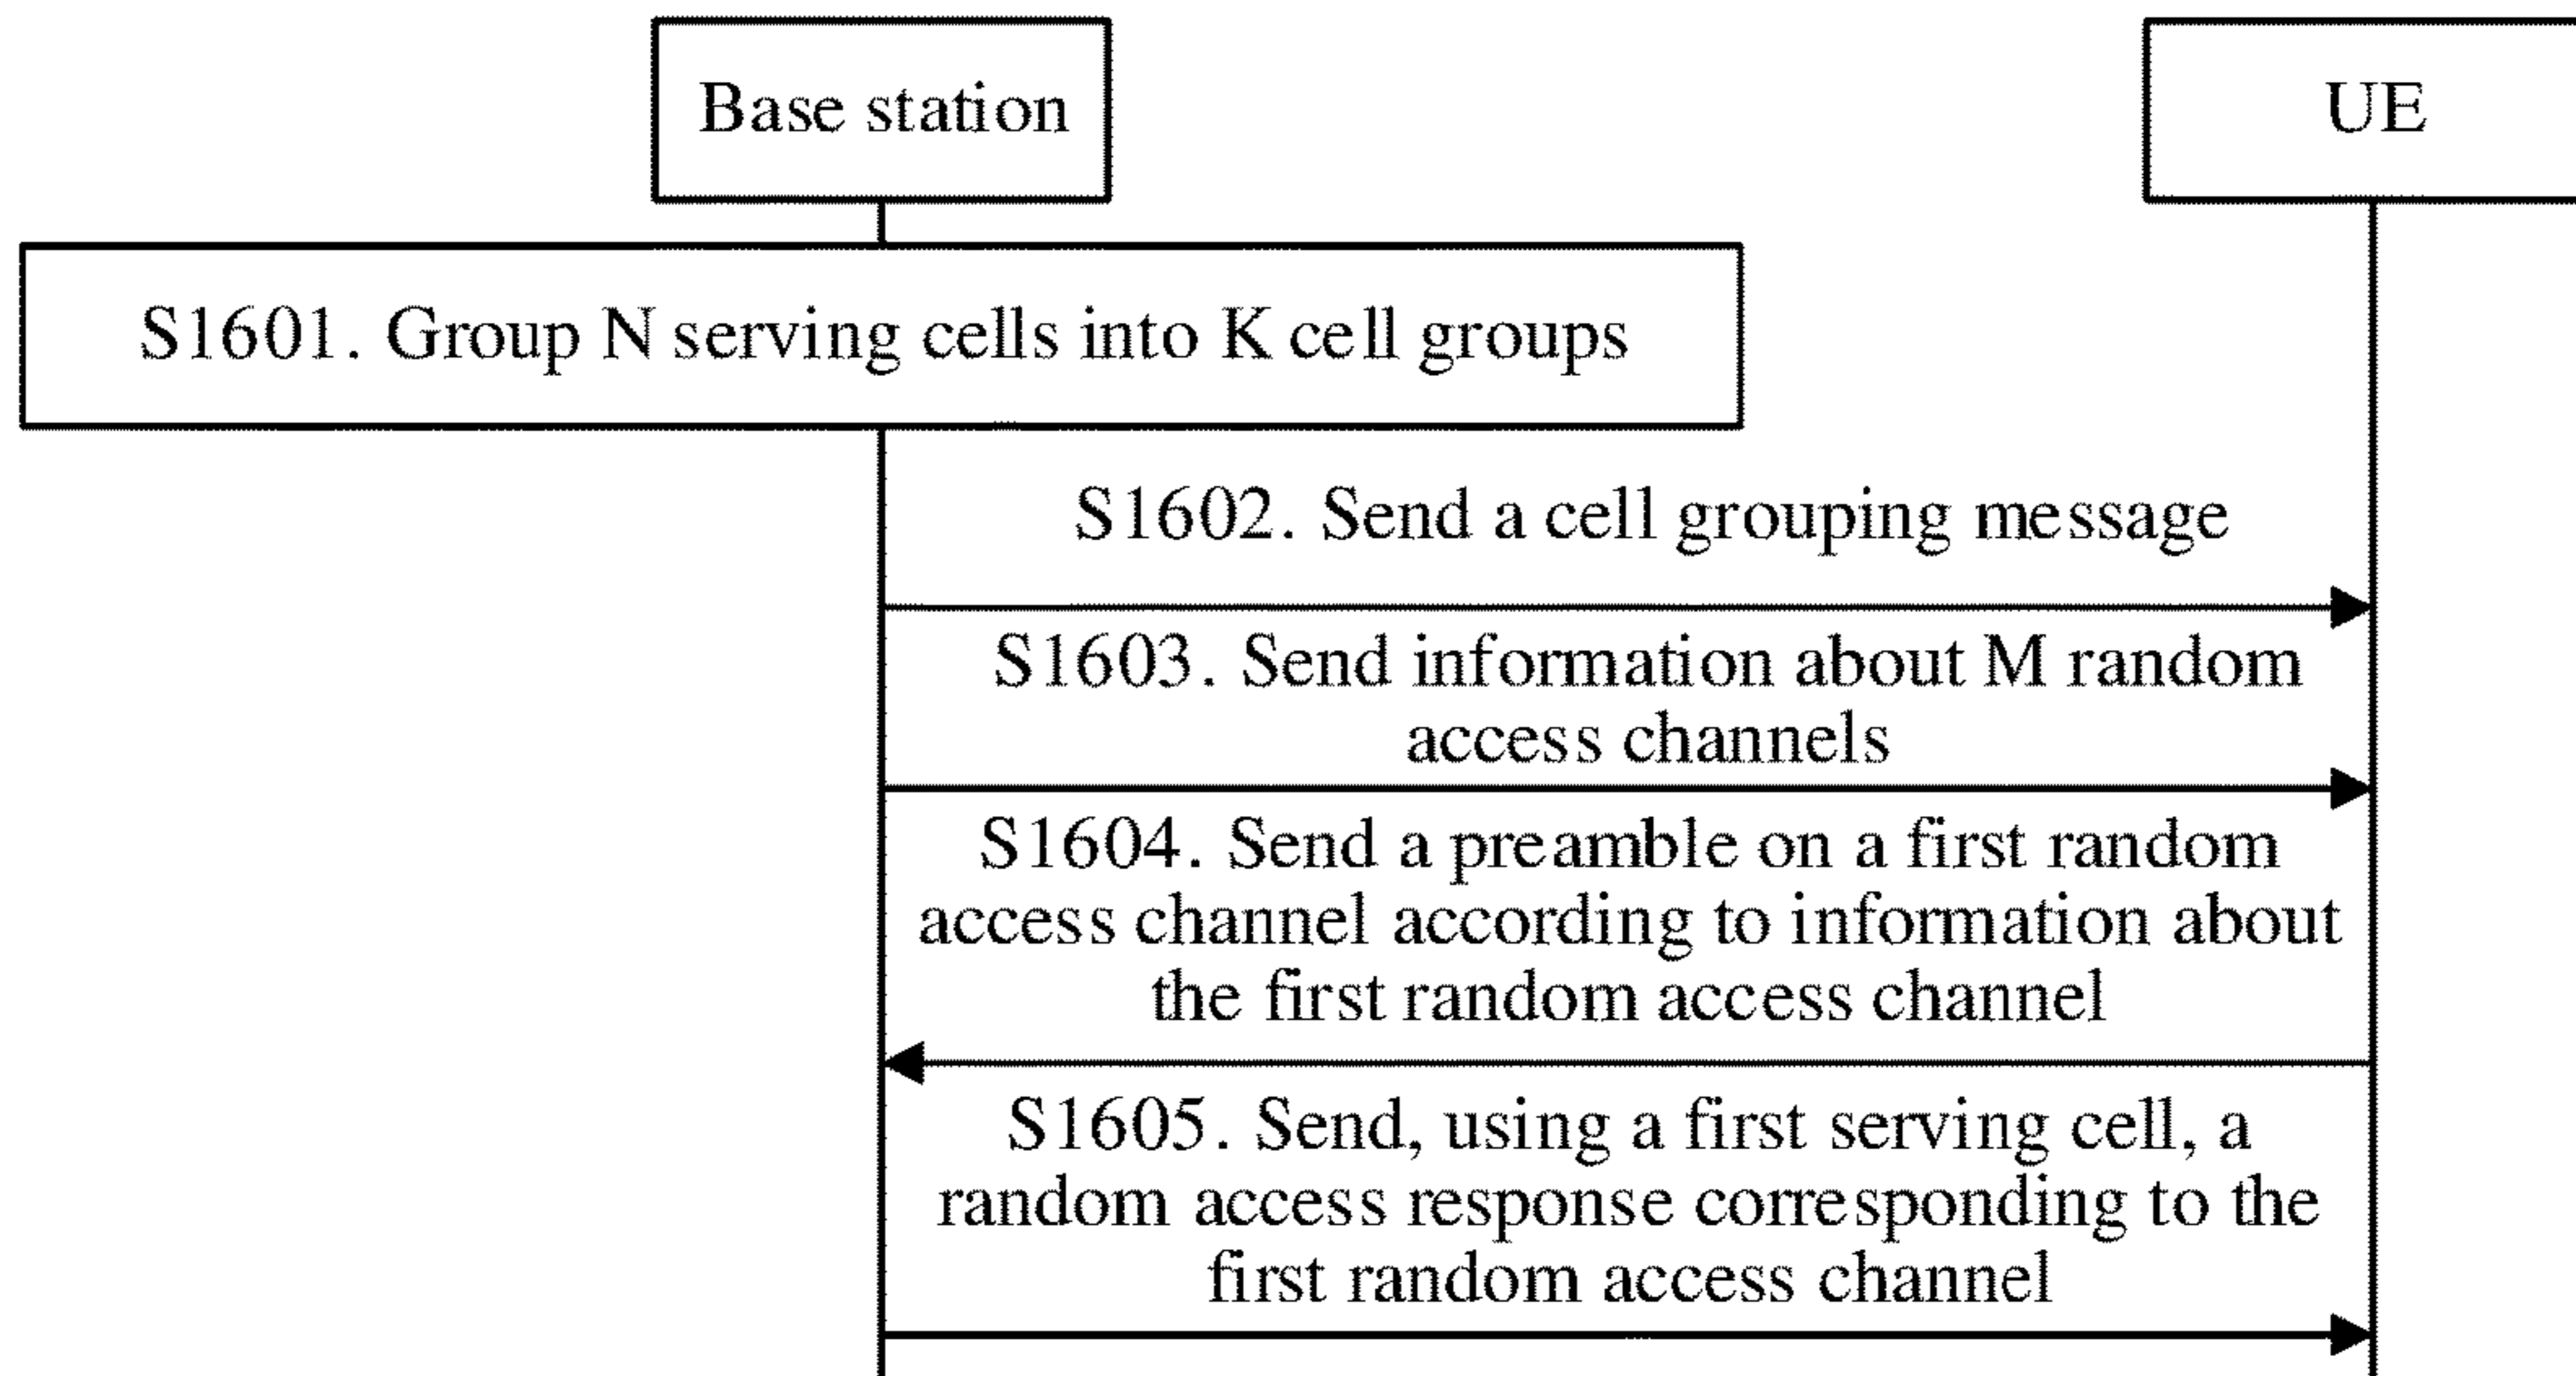 Base station
UE
S1601. Group N serving cells into K cell groups
S1602. Send a cell grouping message
S1603. Send information about M random
access channels
S1604. Send a preamble on a first random
access channel according to information about
the first random access channel
S1605. Send, using a first serving cell, a
random access response corresponding to the
first random access channel